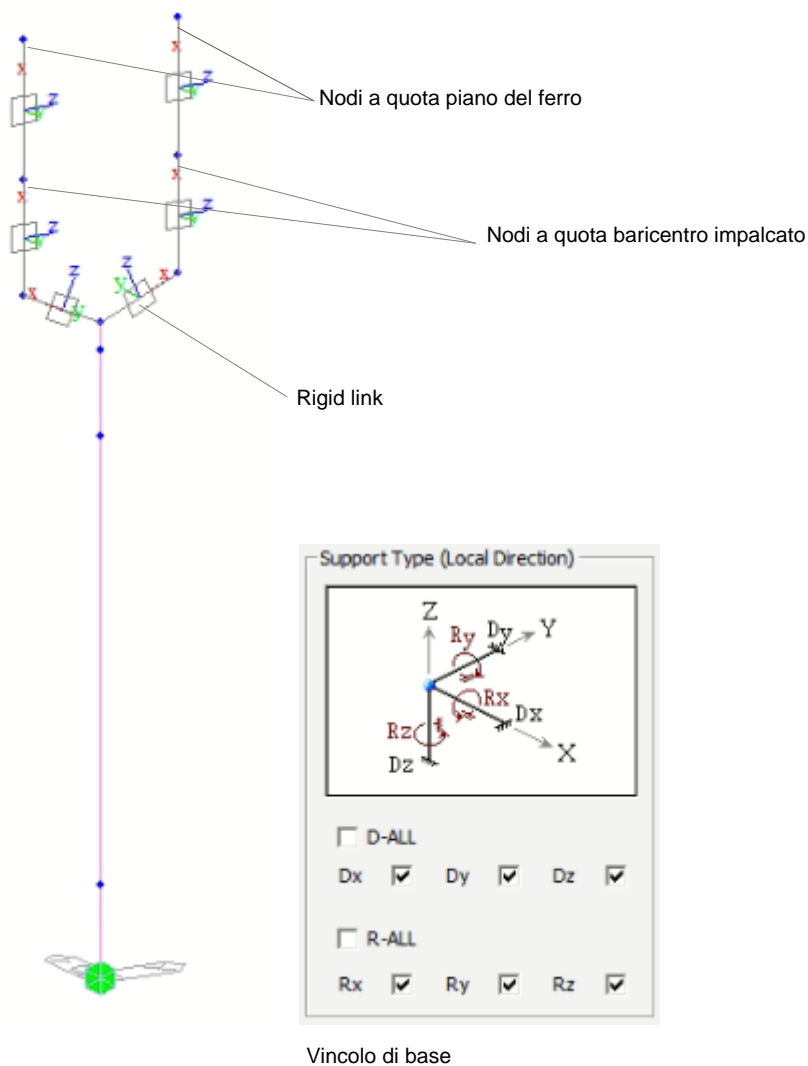 x
x
z
y
z
y
Nodi a quota piano del ferro
x
x
z
y
z
y
Nodi a quota baricentro impalcato
z
z
x
y
y
x
Rigid link
Support Type (Local Direction)
Z
Ry
Dy
Y
Rx
Dx
Rz
X
Dz
D-ALL
Dx Dy Dz
R-ALL
Rx Ry Rz
Vincolo di base